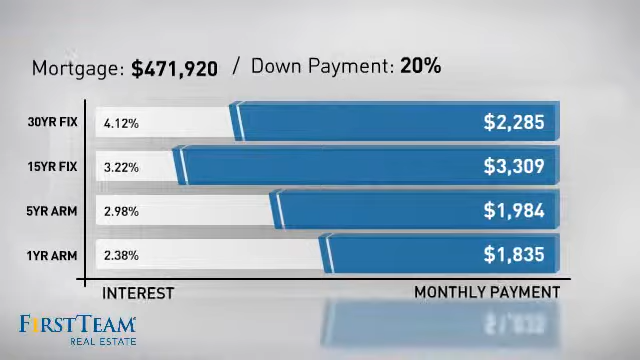 Mortgage: $471,920 / Down Payment: 20%
30YR FIX 4.12% $2,285
15YR FIX 3.22% $3,309
5YR ARM 2.98% $1,984
1YR ARM 2.38% $1,835
INTEREST MONTHLY PAYMENT
FIRSTTEAM®
REAL ESTATE